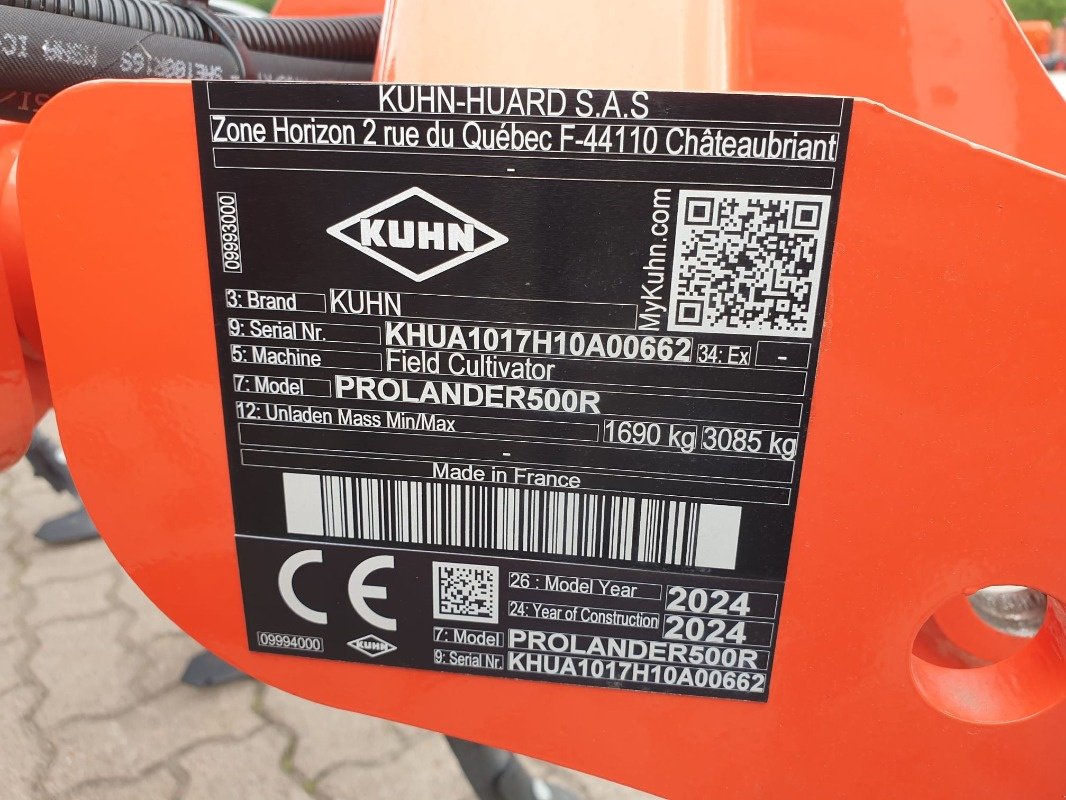 KUHN-HUARD S.A.S
Zone Horizon 2 rue du Québec F-44110 Châteaubriant
-
09993000
KUHN
MyKuhn.com
3: Brand KUHN
9: Serial Nr. KHUA1017H10A00662 34: Ex -
5: Machine Field Cultivator
7: Model PROLANDER500R
12: Unladen Mass Min/Max 1690 kg 3085 kg
-
Made in France
CE
26 : Model Year 2024
24: Year of Construction 2024
7: Model PROLANDER500R
9: Serial Nr. KHUA1017H10A00662
09994000
KUHN